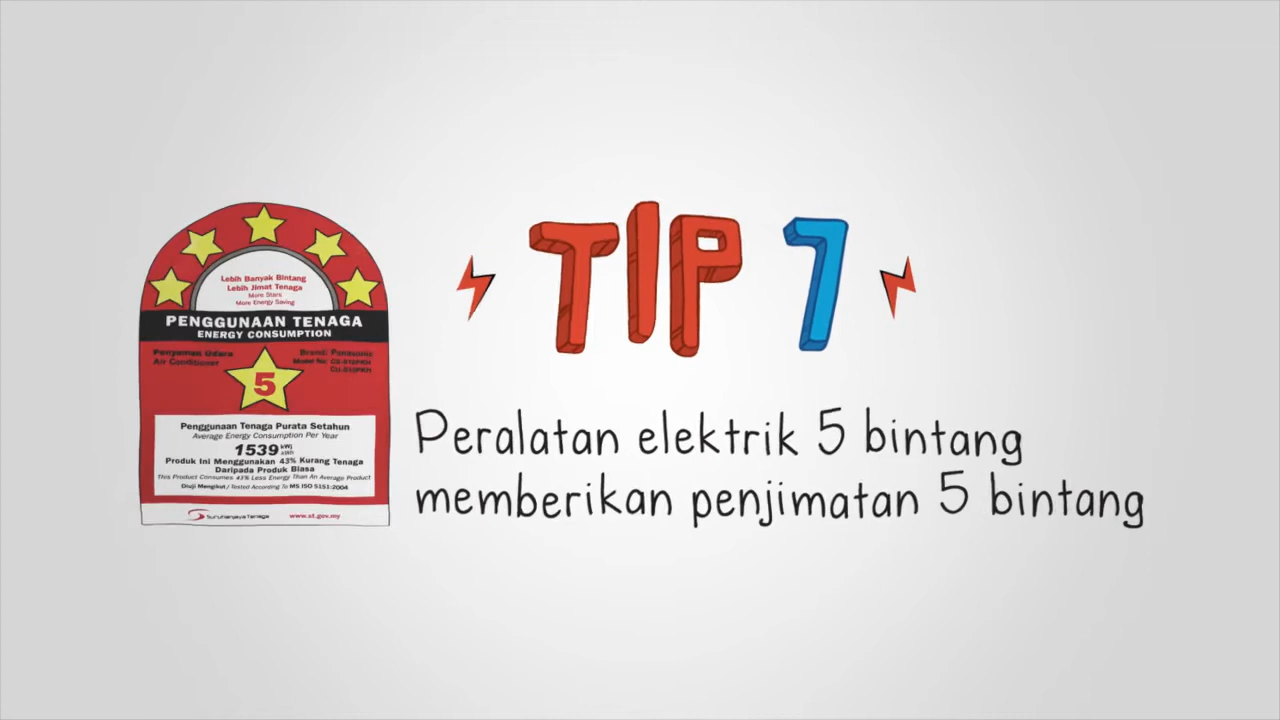 TIP 7
Peralatan elektrik 5 bintang
memberikan penjimatan 5 bintang
Lebih Banyak Bintang
Lebih Jimat Tenaga
More Stars
More Energy Saving
PENGGUNAAN TENAGA
ENERGY CONSUMPTION
Penyaman Udara
Air Conditioner
Brand: Panasonic
Model No:
5
Penggunaan Tenaga Purata Setahun
Average Energy Consumption Per Year
1539 kWj
kWh
Produk Ini Menggunakan 43% Kurang Tenaga
Daripada Produk Biasa
This Product Consumes 43% Less Energy Than An Average Product
Diuji Mengikut / Tested According To MS ISO 5151:2004
Suruhanjaya Tenaga
www.st.gov.my